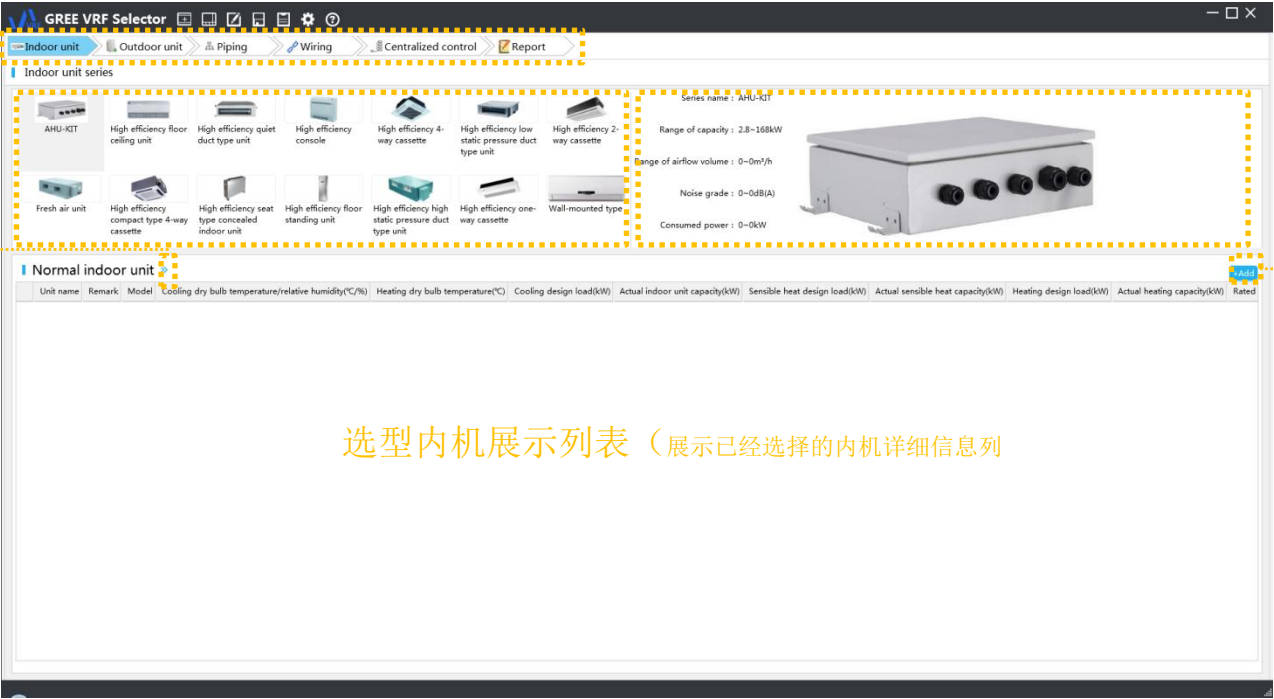 GREE VRF Selector
Indoor unit
Outdoor unit
Piping
Wiring
Centralized control
Report
Indoor unit series
AHU-KIT
High efficiency floor
ceiling unit
High efficiency quiet
duct type unit
High efficiency
console
High efficiency 4-
way cassette
High efficiency low
static pressure duct
type unit
High efficiency 2-
way cassette
Fresh air unit
High efficiency
compact type 4-way
cassette
High efficiency seat
type concealed
indoor unit
High efficiency floor
standing unit
High efficiency high
static pressure duct
type unit
High efficiency one-
way cassette
Wall-mounted type
Series name : AHU-KIT
Range of capacity : 2.8~168kW
Range of airflow volume : 0~0m³/h
Noise grade : 0~0dB(A)
Consumed power : 0~0kW
Normal indoor unit »
+Add
Unit name Remark Model Cooling dry bulb temperature/relative humidity(℃/%) Heating dry bulb temperature(℃) Cooling design load(kW) Actual indoor unit capacity(kW) Sensible heat design load(kW) Actual sensible heat capacity(kW) Heating design load(kW) Actual heating capacity(kW) Rated
选型内机展示列表（展示已经选择的内机详细信息列